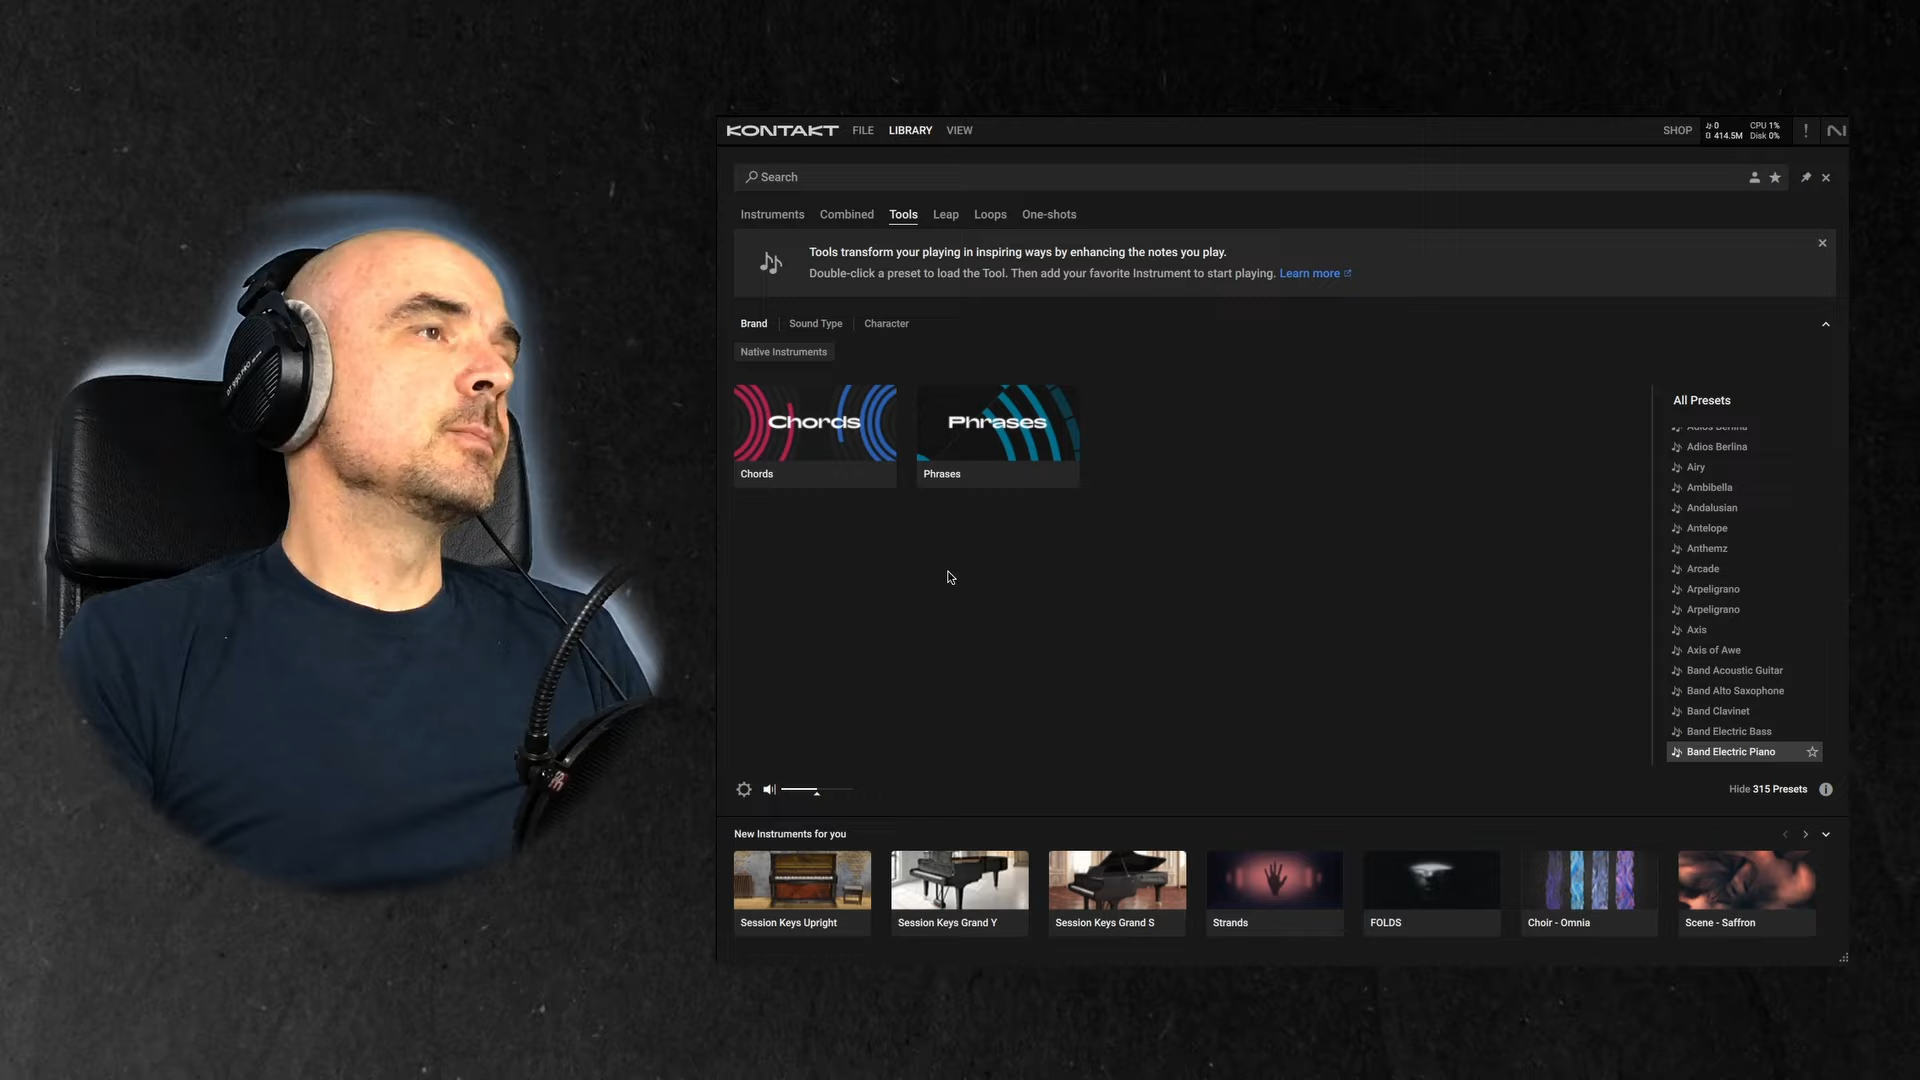 KONTAKT FILE LIBRARY VIEW SHOP 0 414.5M CPU 1% Disk 0%
Search
Instruments Combined Tools Leap Loops One-shots
Tools transform your playing in inspiring ways by enhancing the notes you play.
Double-click a preset to load the Tool. Then add your favorite Instrument to start playing. Learn more
Brand Sound Type Character
Native Instruments
Chords
Phrases
Chords
Phrases
All Presets
Adios Berlina
Adios Berlina
Airy
Ambibella
Andalusian
Antelope
Anthemz
Arcade
Arpeligrano
Arpeligrano
Axis
Axis of Awe
Band Acoustic Guitar
Band Alto Saxophone
Band Clavinet
Band Electric Bass
Band Electric Piano
Hide 315 Presets
New Instruments for you
Session Keys Upright
Session Keys Grand Y
Session Keys Grand S
Strands
FOLDS
Choir - Omnia
Scene - Saffron
DT 990 PRO